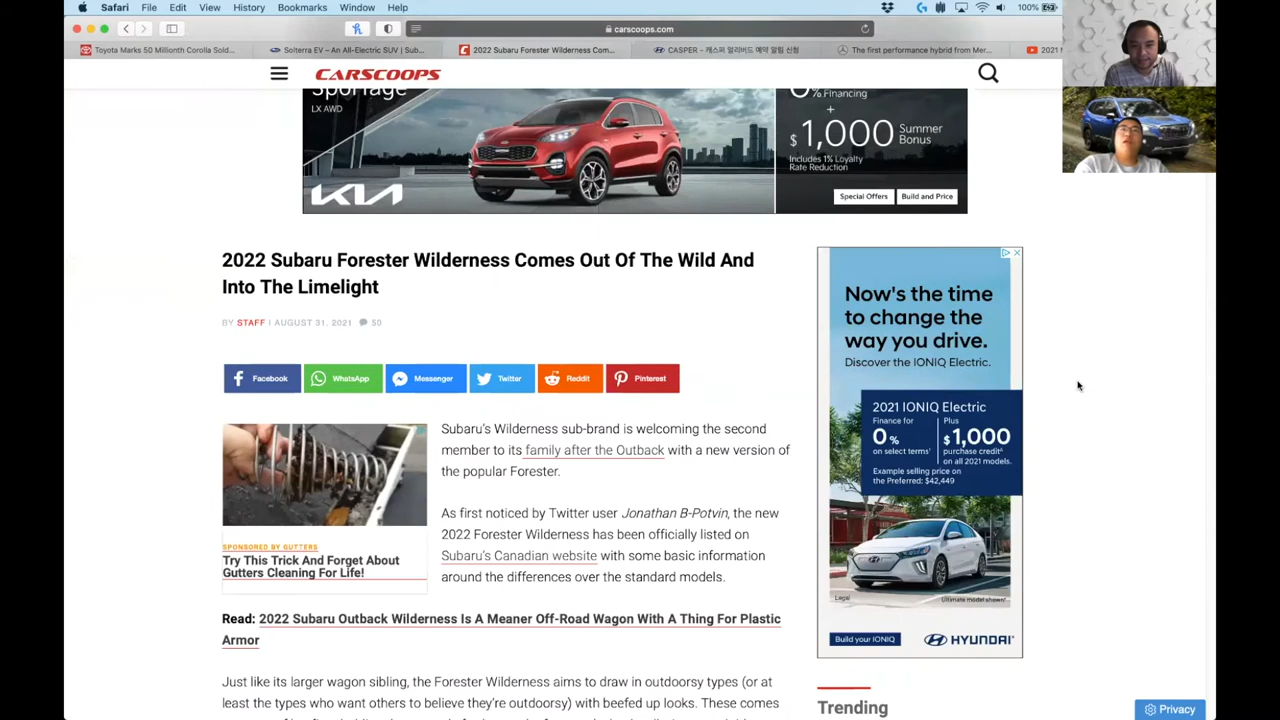 Safari File Edit View History Bookmarks Window Help 100%
carscoops.com
Toyota Marks 50 Millionth Corolla Sold... Solterra EV – An All-Electric SUV | Sub... 2022 Subaru Forester Wilderness Com... CASPER - 캐스퍼 얼리버드 예약 알림 신청 The first performance hybrid from Mer... 2021 M
CARSCOOPS
Sportage
LX AWD
KIA
0% Financing
+
$1,000 Summer Bonus
Includes 1% Loyalty
Rate Reduction
Special Offers Build and Price
2022 Subaru Forester Wilderness Comes Out Of The Wild And
Into The Limelight
BY STAFF | AUGUST 31, 2021 50
Facebook WhatsApp Messenger Twitter Reddit Pinterest
SPONSORED BY GUTTERS
Try This Trick And Forget About
Gutters Cleaning For Life!
Subaru's Wilderness sub-brand is welcoming the second
member to its family after the Outback with a new version of
the popular Forester.
As first noticed by Twitter user Jonathan B-Potvin, the new
2022 Forester Wilderness has been officially listed on
Subaru's Canadian website with some basic information
around the differences over the standard models.
Read: 2022 Subaru Outback Wilderness Is A Meaner Off-Road Wagon With A Thing For Plastic
Armor
Just like its larger wagon sibling, the Forester Wilderness aims to draw in outdoorsy types (or at
least the types who want others to believe they're outdoorsy) with beefed up looks. These comes
Now's the time
to change the
way you drive.
Discover the IONIQ Electric.
2021 IONIQ Electric
Finance for
0%
on select terms†
Plus
$1,000
purchase credit^
on all 2021 models.
Example selling price on
the Preferred: $42,449
Legal Ultimate model shown°
Build your IONIQ HYUNDAI
Trending
Privacy